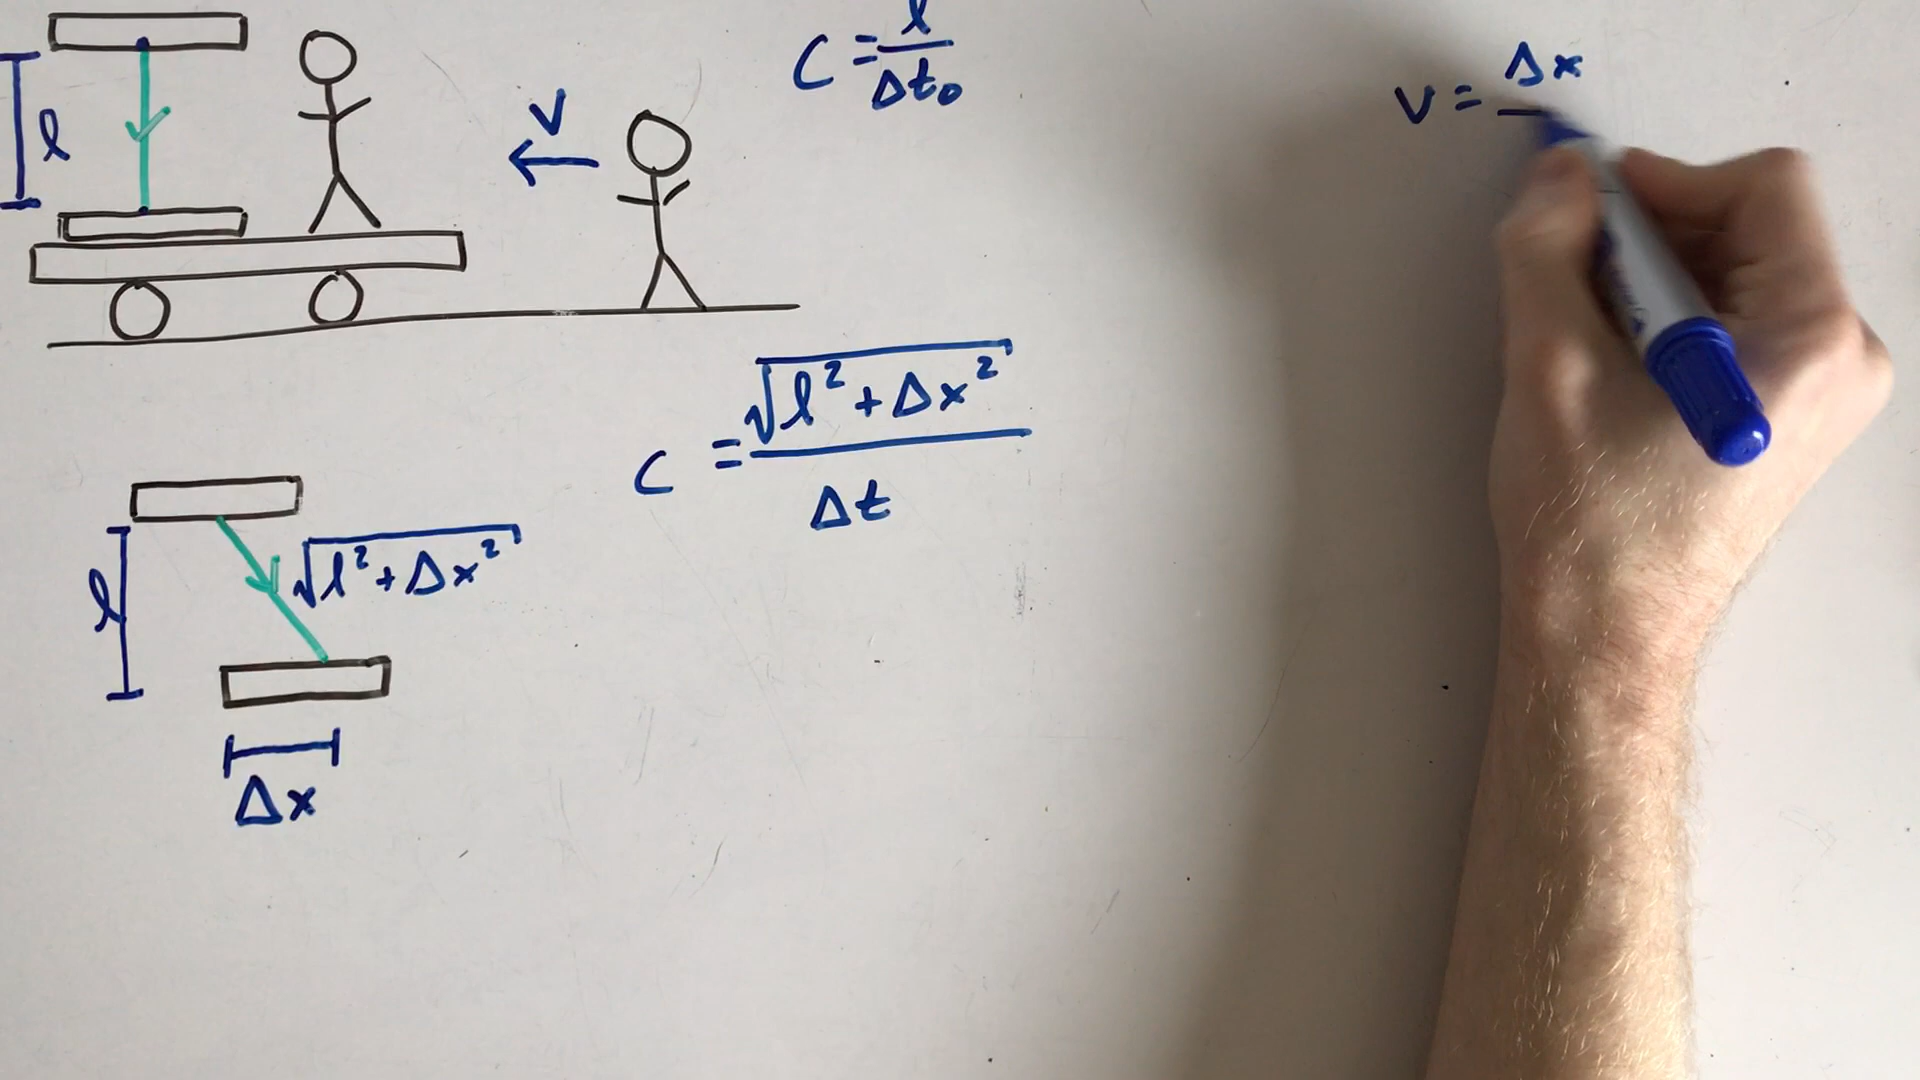 l
v
c = l / Δt₀
v = Δx
c = √(l² + Δx²) / Δt
l
√(l² + Δx²)
Δx